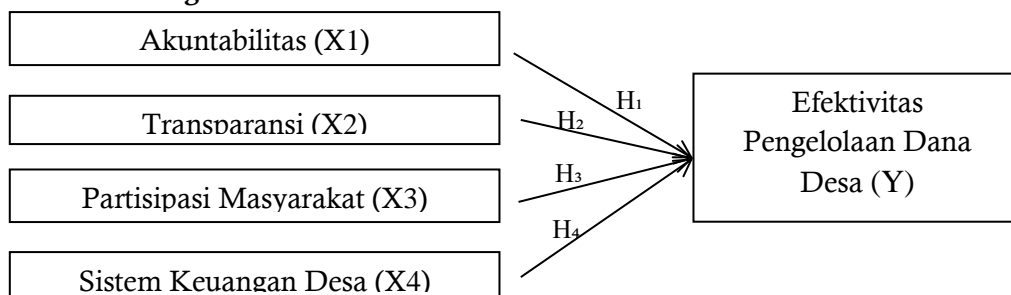 Akuntabilitas (X1)
H₁
Efektivitas
Pengelolaan Dana
Desa (Y)
Transparansi (X2)
H₂
Partisipasi Masyarakat (X3)
H₃
H₄
Sistem Keuangan Desa (X4)